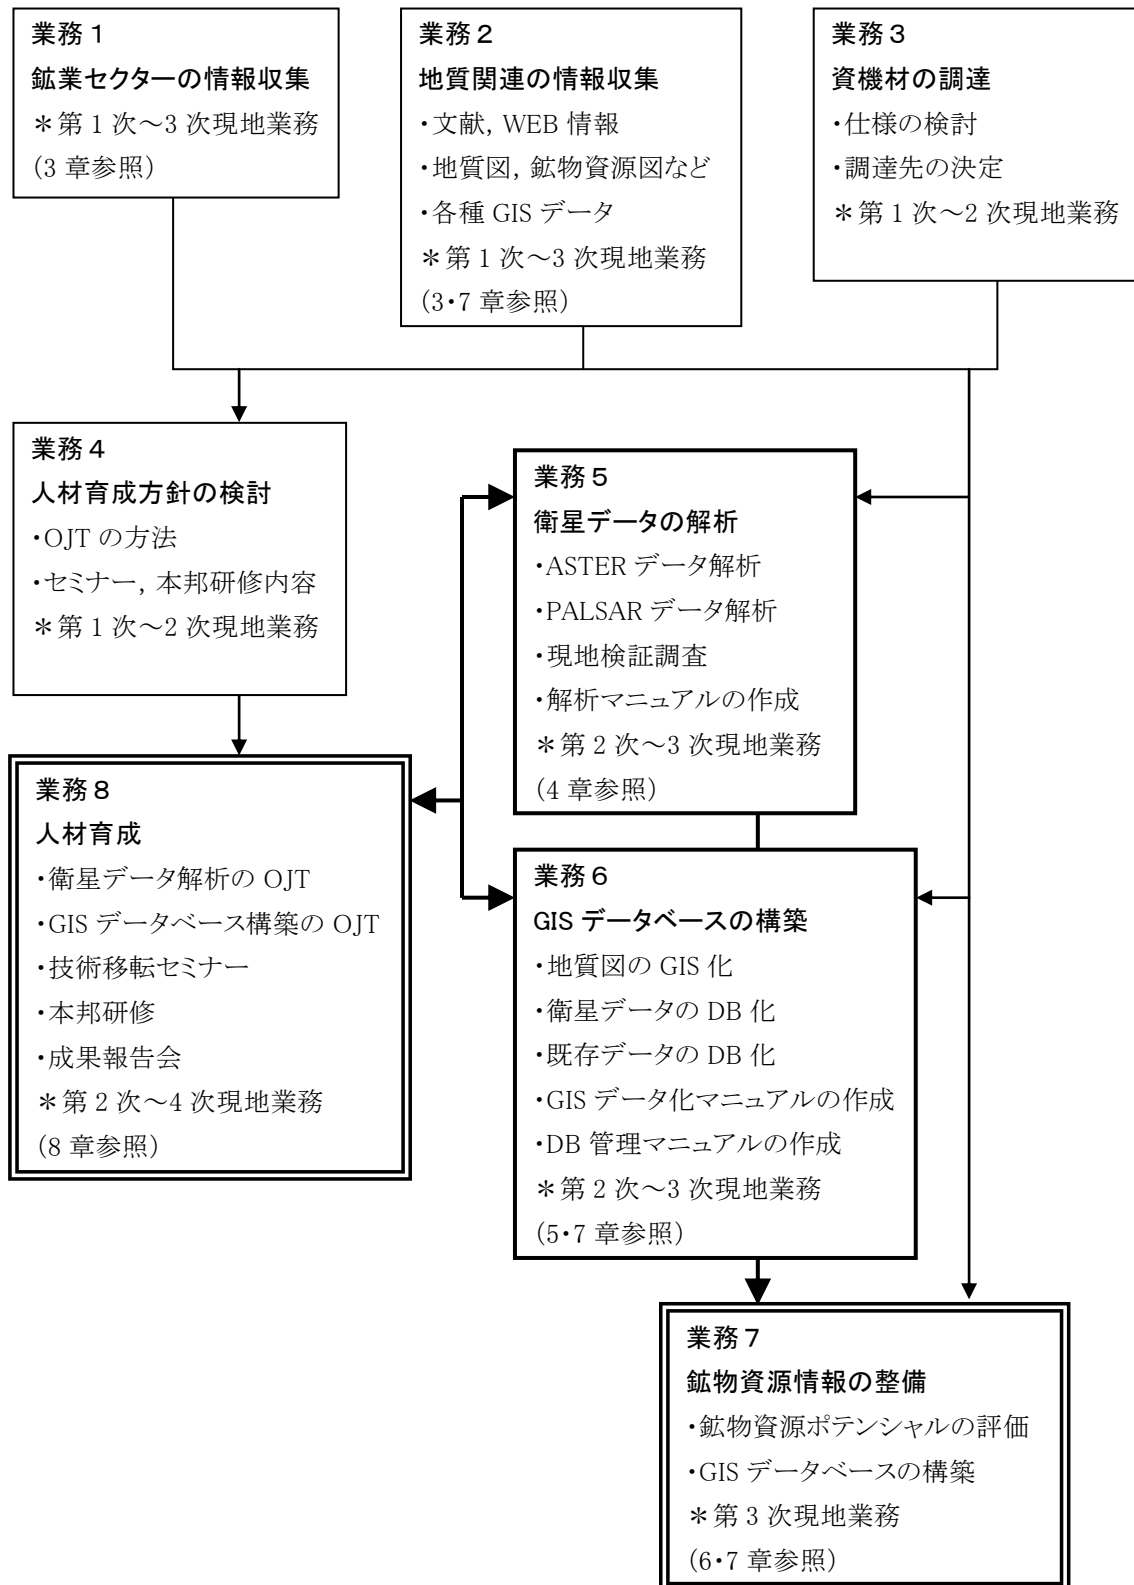 業務1
鉱業セクターの情報収集
＊第1次～3次現地業務
(3章参照)
業務2
地質関連の情報収集
・文献, WEB 情報
・地質図, 鉱物資源図など
・各種 GIS データ
＊第1次～3次現地業務
(3・7章参照)
業務3
資機材の調達
・仕様の検討
・調達先の決定
＊第1次～2次現地業務
業務4
人材育成方針の検討
・OJT の方法
・セミナー, 本邦研修内容
＊第1次～2次現地業務
業務5
衛星データの解析
・ASTER データ解析
・PALSAR データ解析
・現地検証調査
・解析マニュアルの作成
＊第2次～3次現地業務
(4章参照)
業務8
人材育成
・衛星データ解析の OJT
・GIS データベース構築の OJT
・技術移転セミナー
・本邦研修
・成果報告会
＊第2次～4次現地業務
(8章参照)
業務6
GIS データベースの構築
・地質図の GIS 化
・衛星データの DB 化
・既存データの DB 化
・GIS データ化マニュアルの作成
・DB 管理マニュアルの作成
＊第2次～3次現地業務
(5・7章参照)
業務7
鉱物資源情報の整備
・鉱物資源ポテンシャルの評価
・GIS データベースの構築
＊第3次現地業務
(6・7章参照)